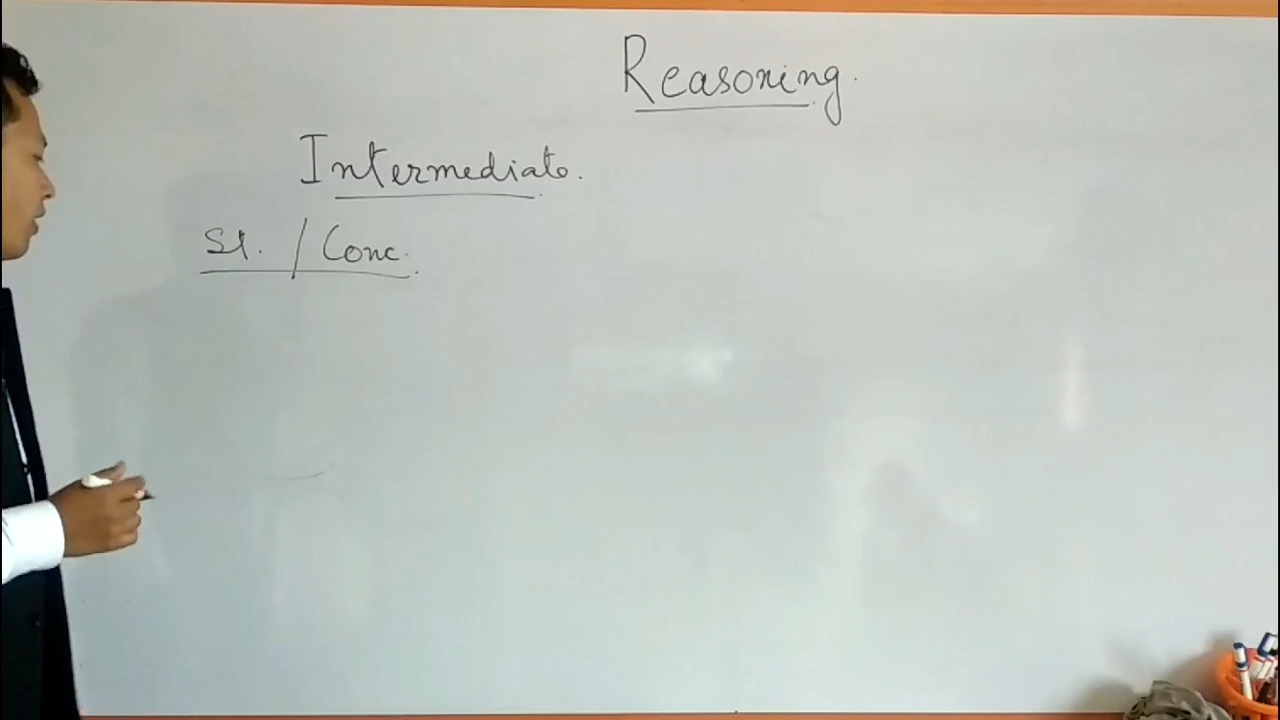 Reasoning.
Intermediate.
St. / Conc.